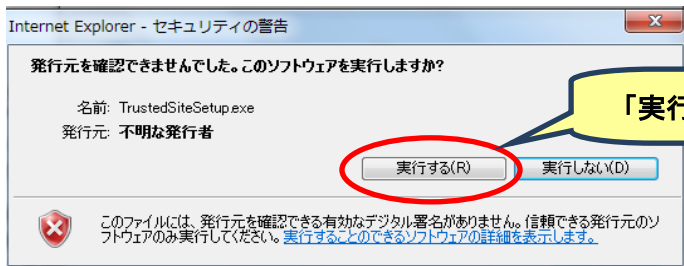 Internet Explorer - セキュリティの警告
発行元を確認できませんでした。このソフトウェアを実行しますか?
名前: TrustedSiteSetup.exe
発行元: 不明な発行者
「実行
実行する(R) 実行しない(D)
このファイルには、発行元を確認できる有効なデジタル署名がありません。信頼できる発行元のソ
フトウェアのみ実行してください。実行することのできるソフトウェアの詳細を表示します。